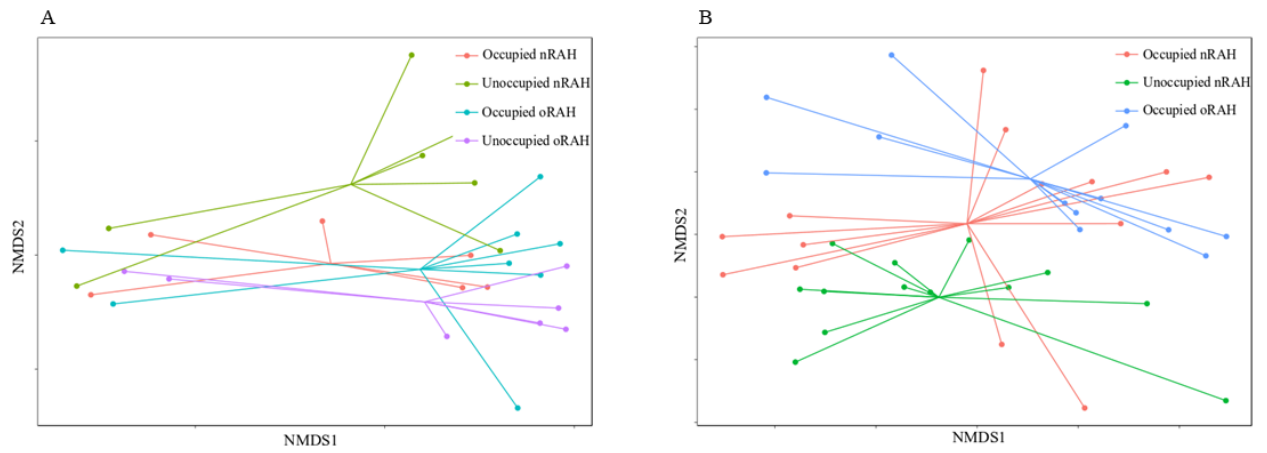 A
Occupied nRAH
Unoccupied nRAH
Occupied oRAH
Unoccupied oRAH
NMDS2
NMDS1
B
Occupied nRAH
Unoccupied nRAH
Occupied oRAH
NMDS2
NMDS1